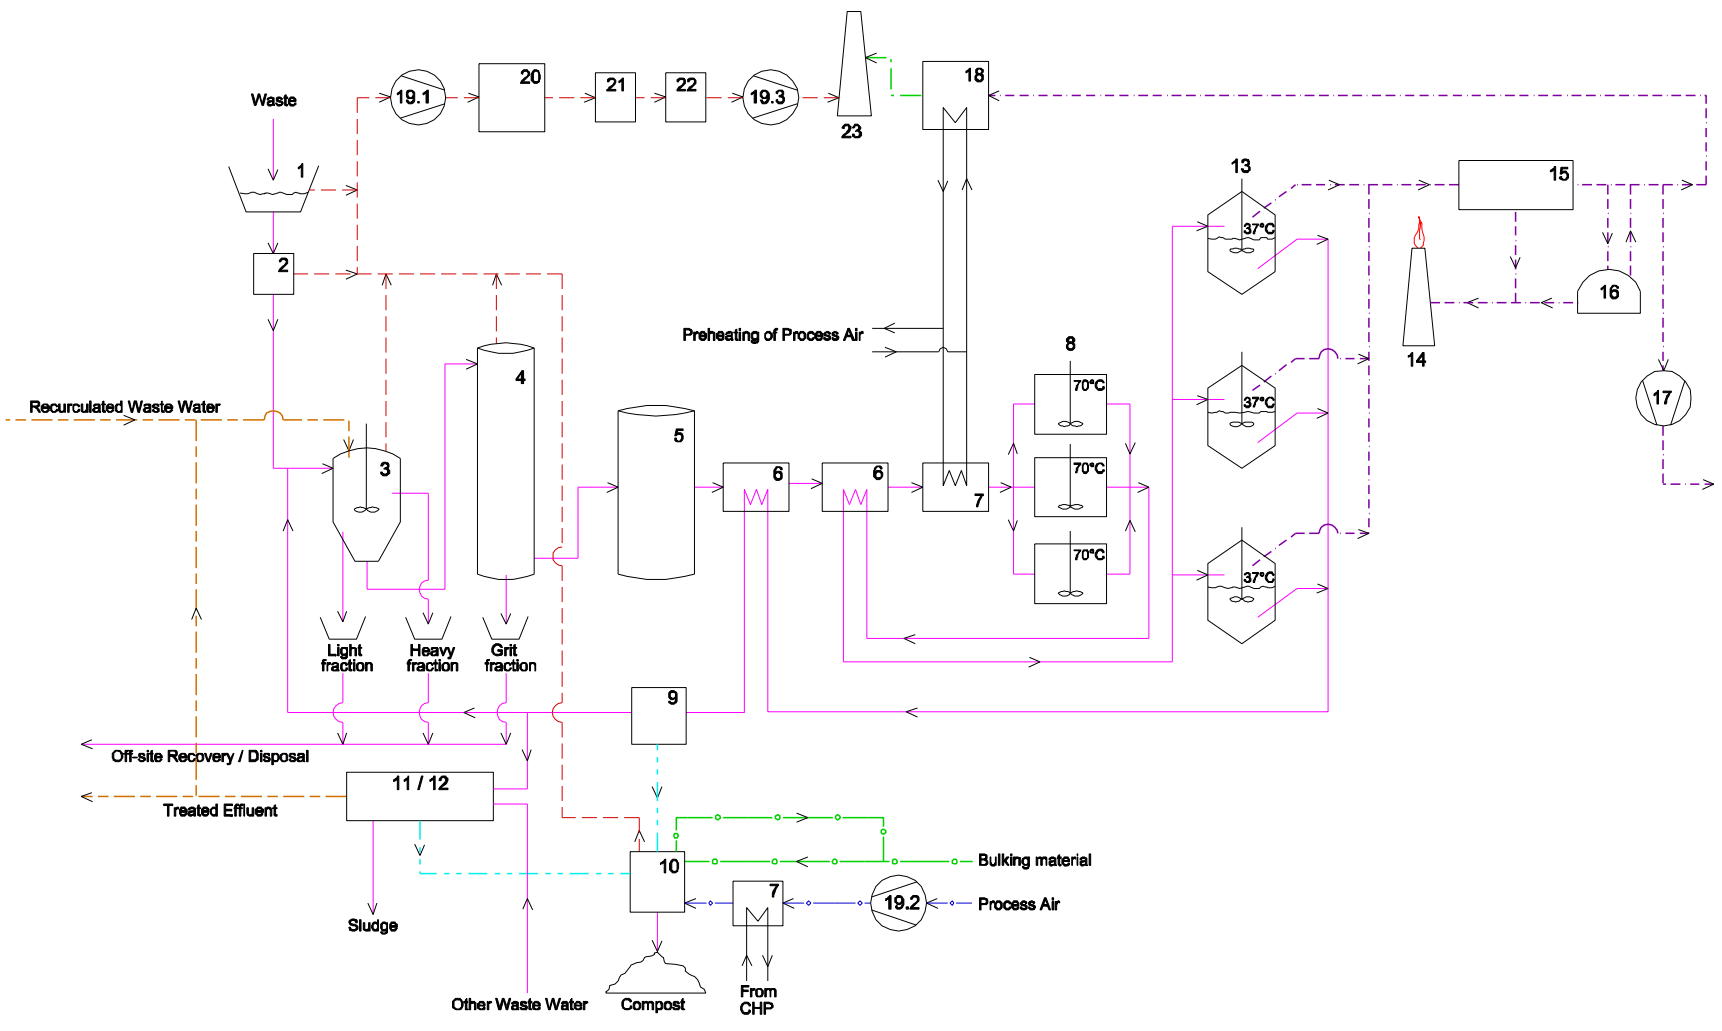 19.1
20
21
22
19.3
23
18
Waste
1
2
13
37°C
15
16
14
17
Preheating of Process Air
8
70°C
70°C
70°C
37°C
37°C
Recurculated Waste Water
3
4
5
6
6
7
Light
fraction
Heavy
fraction
Grit
fraction
9
Off-site Recovery / Disposal
11 / 12
Treated Effluent
10
Bulking material
7
19.2
Process Air
Sludge
Other Waste Water
Compost
From
CHP